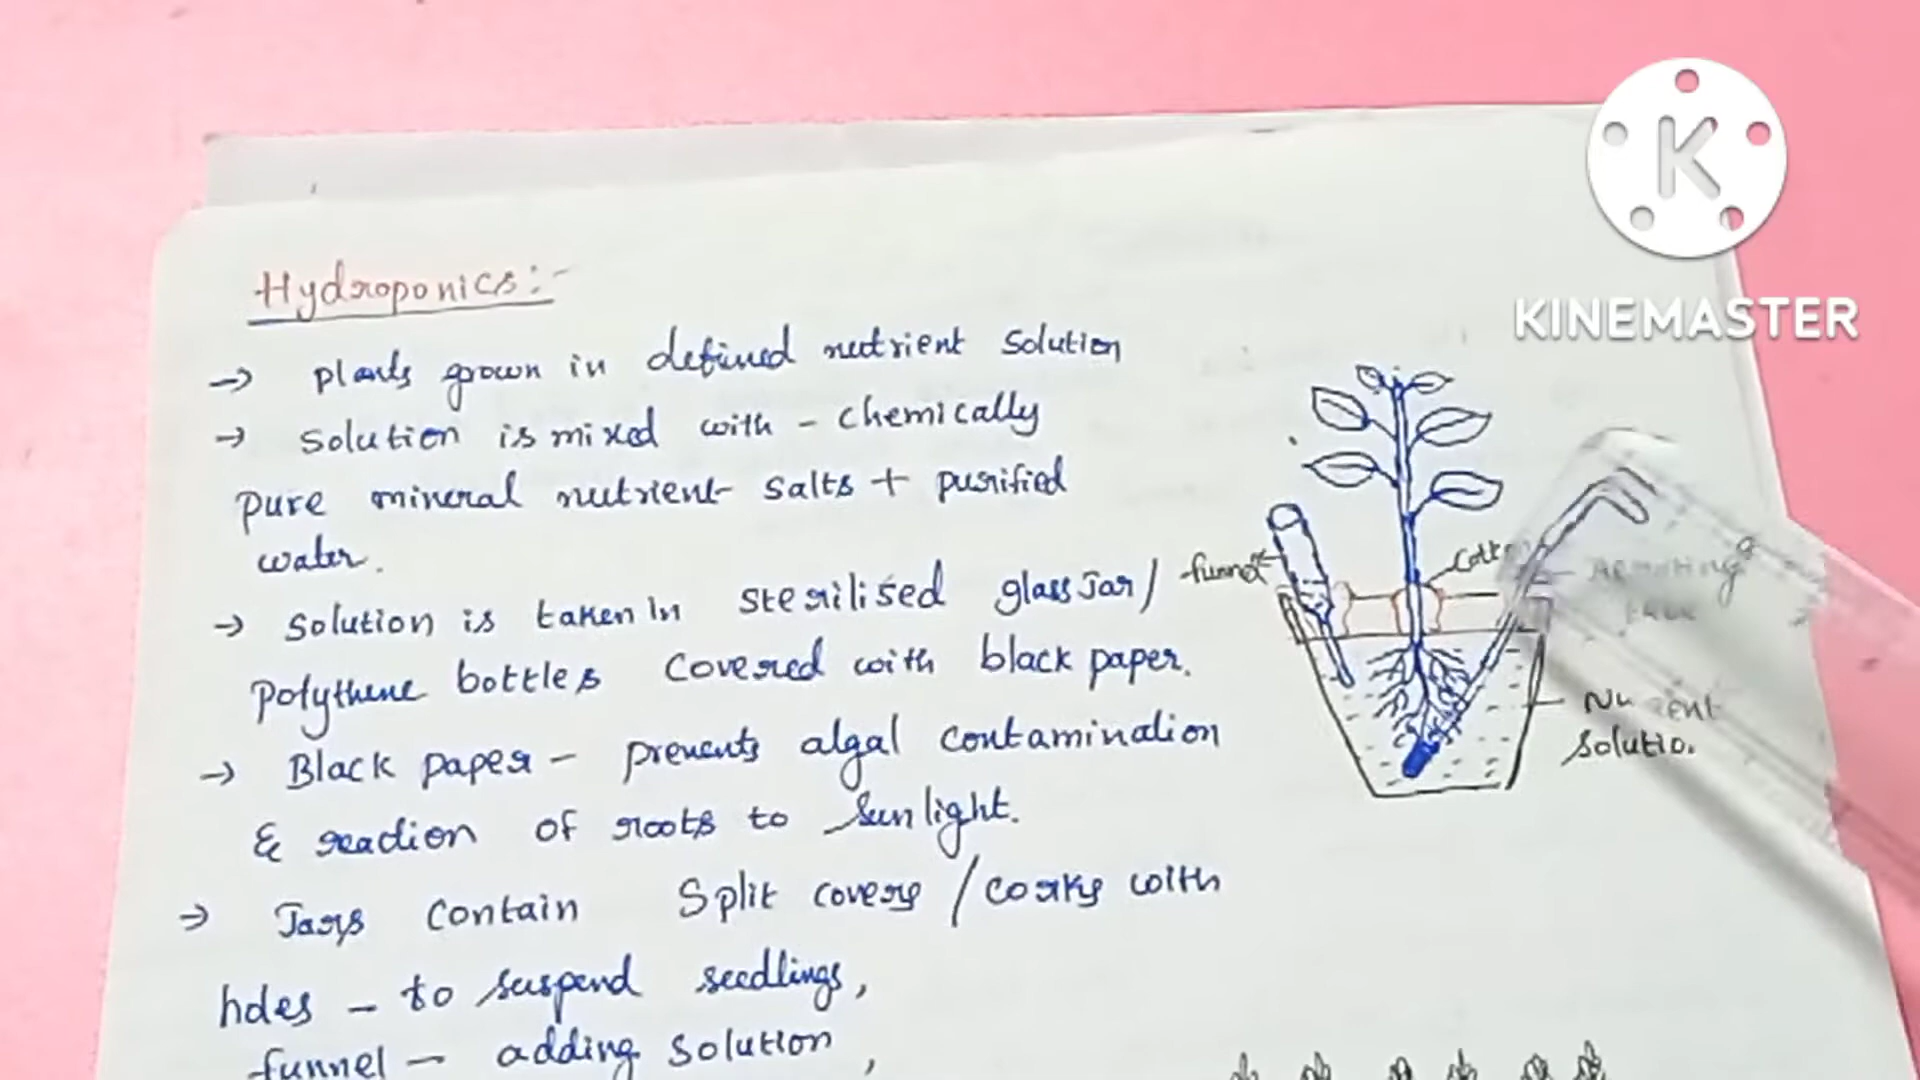 KINEMASTER
Hydroponics:-
→ plants grown in defined nutrient solution
→ solution is mixed with - chemically
pure mineral nutrient salts + purified
water.
→ solution is taken in sterilised glass Jar/
polythene bottles covered with black paper.
→ Black paper - prevents algal contamination
& reaction of roots to sunlight.
→ Jars contain split covers / corks with
holes - to suspend seedlings,
funnel - adding solution,
funnel
Nutrient
solution